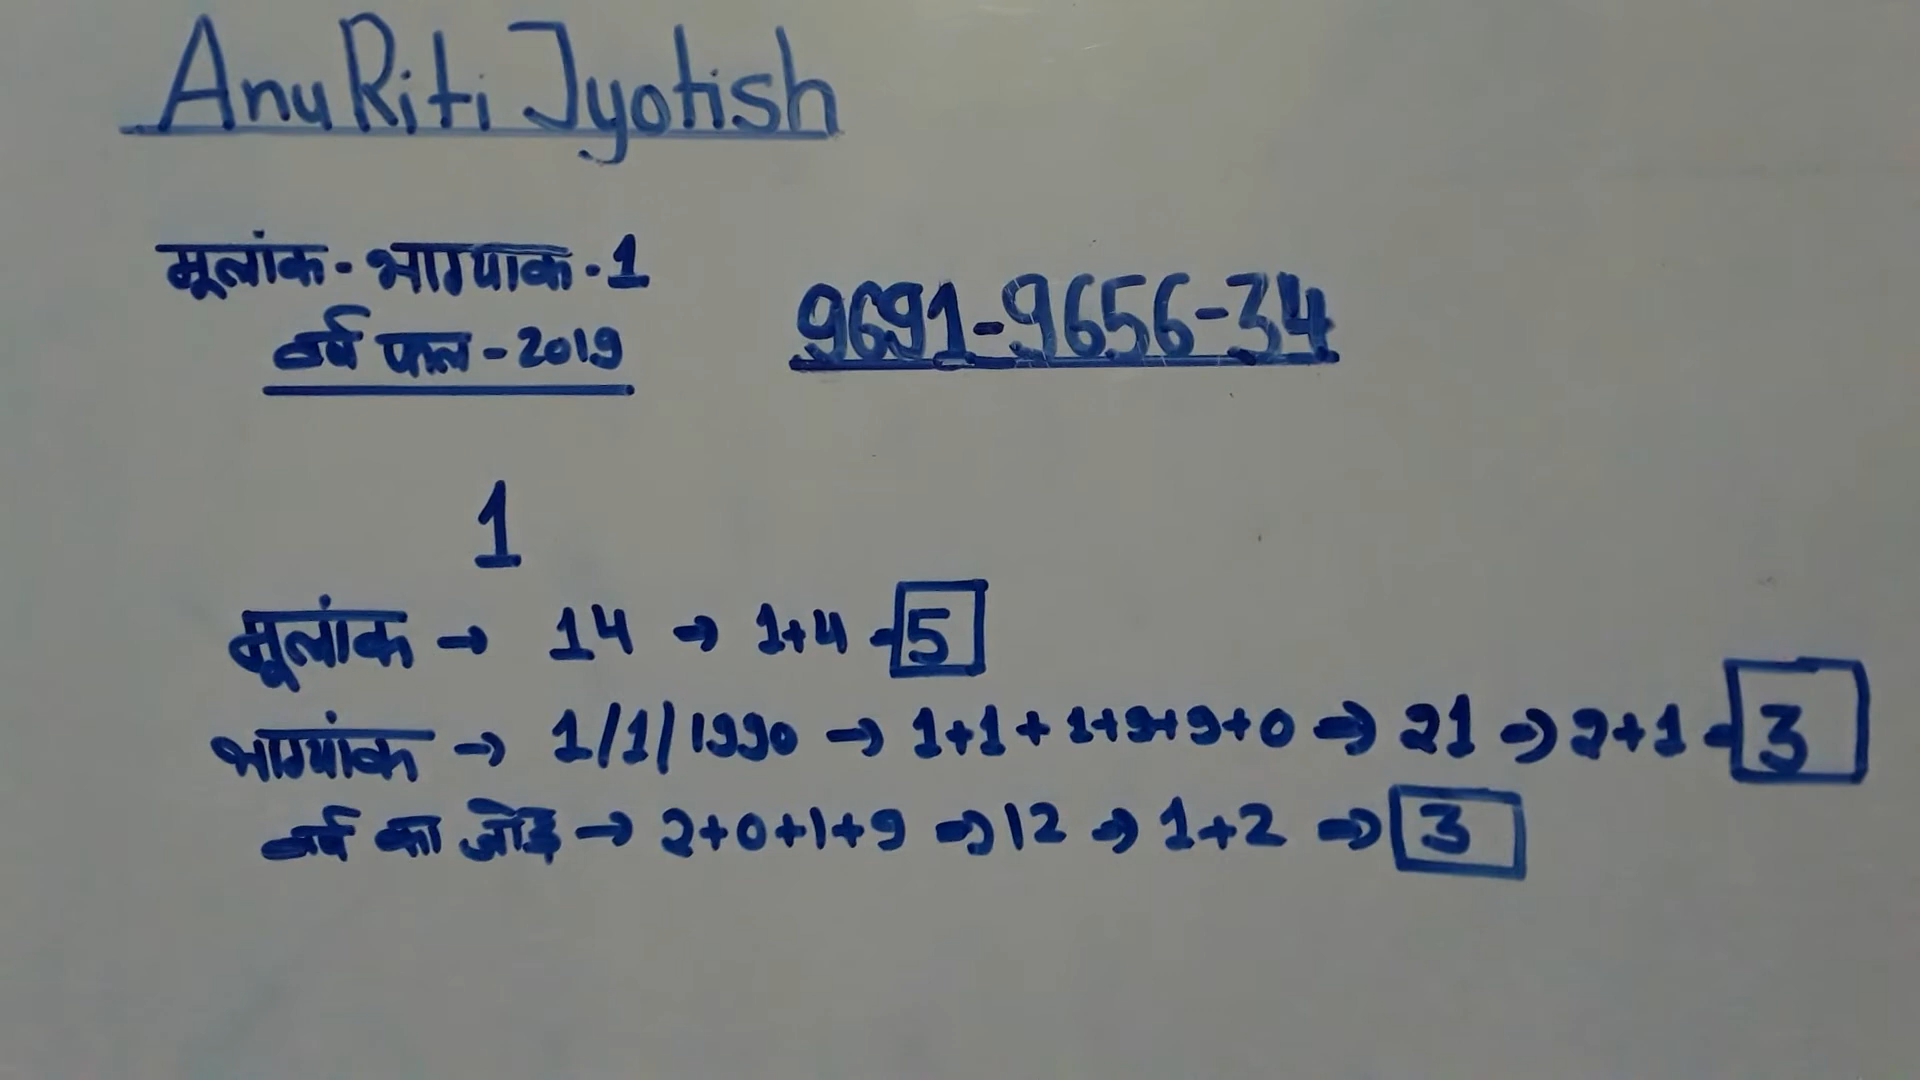 AnuRiti Jyotish
मूलांक - भाग्यांक - 1
वर्ष फल - 2019
9691-9656-34
1
मूलांक → 14 → 1+4 - 5
भाग्यांक → 1/1/1990 → 1+1+1+9+9+0 ⇒ 21 ⇒ 2+1 - 3
वर्ष का जोड़ → 2+0+1+9 ⇒ 12 → 1+2 ⇒ 3